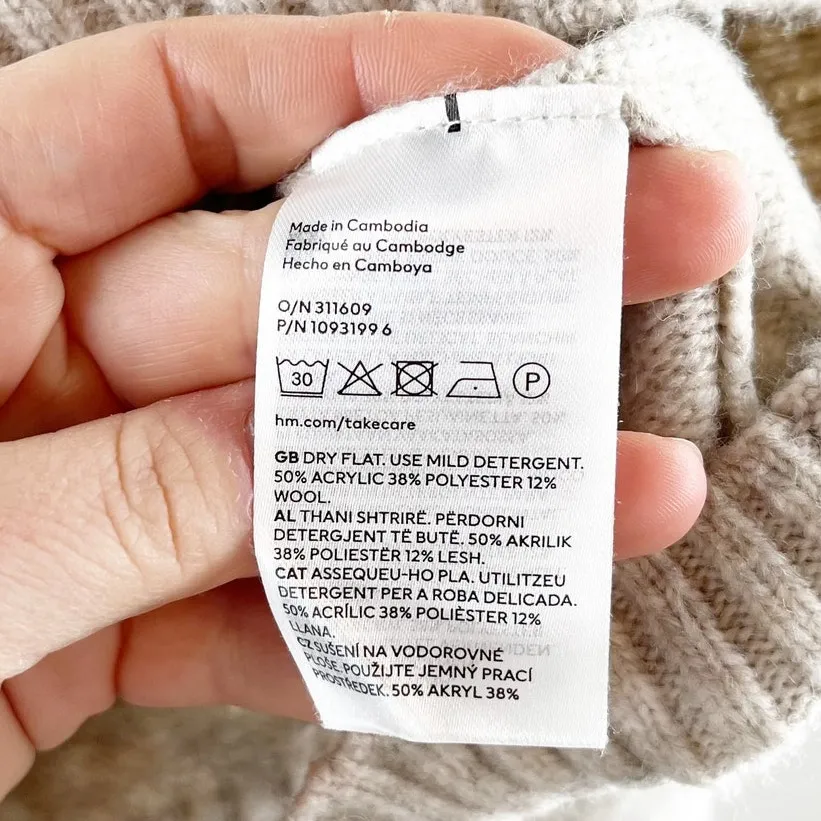 Made in Cambodia
Fabriqué au Cambodge
Hecho en Camboya
O/N 311609
P/N 1093199 6
30 P
hm.com/takecare
GB DRY FLAT. USE MILD DETERGENT.
50% ACRYLIC 38% POLYESTER 12%
WOOL.
AL THANI SHTRIRË. PËRDORNI
DETERGJENT TË BUTË. 50% AKRILIK
38% POLIESTËR 12% LESH.
CAT ASSEQUEU-HO PLA. UTILITZEU
DETERGENT PER A ROBA DELICADA.
50% ACRÍLIC 38% POLIÈSTER 12%
LLANA.
CZ SUŠENÍ NA VODOROVNÉ
PLOŠE. POUŽIJTE JEMNÝ PRACÍ
PROSTŘEDEK. 50% AKRYL 38%